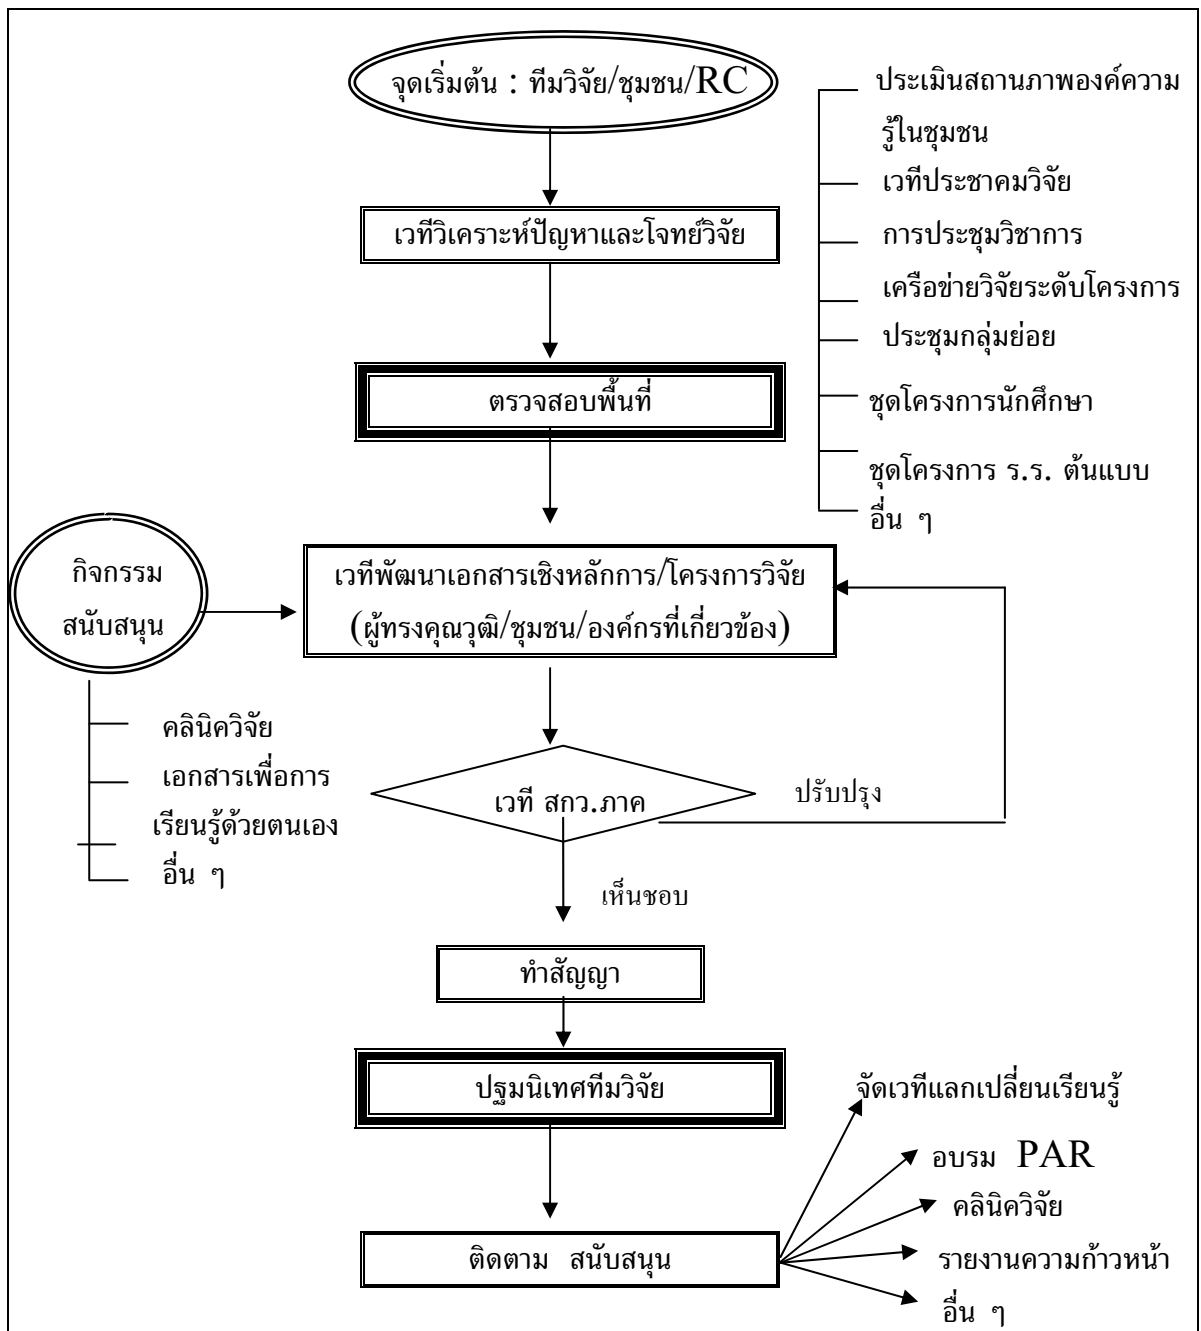 จุดเริ่มต้น : ทีมวิจัย/ชุมชน/RC
ประเมินสถานภาพองค์ความ
รู้ในชุมชน
เวทีประชาคมวิจัย
การประชุมวิชาการ
เครือข่ายวิจัยระดับโครงการ
ประชุมกลุ่มย่อย
ชุดโครงการนักศึกษา
ชุดโครงการ ร.ร. ต้นแบบ
อื่น ๆ
เวทีวิเคราะห์ปัญหาและโจทย์วิจัย
ตรวจสอบพื้นที่
กิจกรรม
สนับสนุน
เวทีพัฒนาเอกสารเชิงหลักการ/โครงการวิจัย
(ผู้ทรงคุณวุฒิ/ชุมชน/องค์กรที่เกี่ยวข้อง)
คลินิควิจัย
เอกสารเพื่อการ
เรียนรู้ด้วยตนเอง
อื่น ๆ
เวที สกว.ภาค
ปรับปรุง
เห็นชอบ
ทำสัญญา
ปฐมนิเทศทีมวิจัย
ติดตาม สนับสนุน
จัดเวทีแลกเปลี่ยนเรียนรู้
อบรม PAR
คลินิควิจัย
รายงานความก้าวหน้า
อื่น ๆ